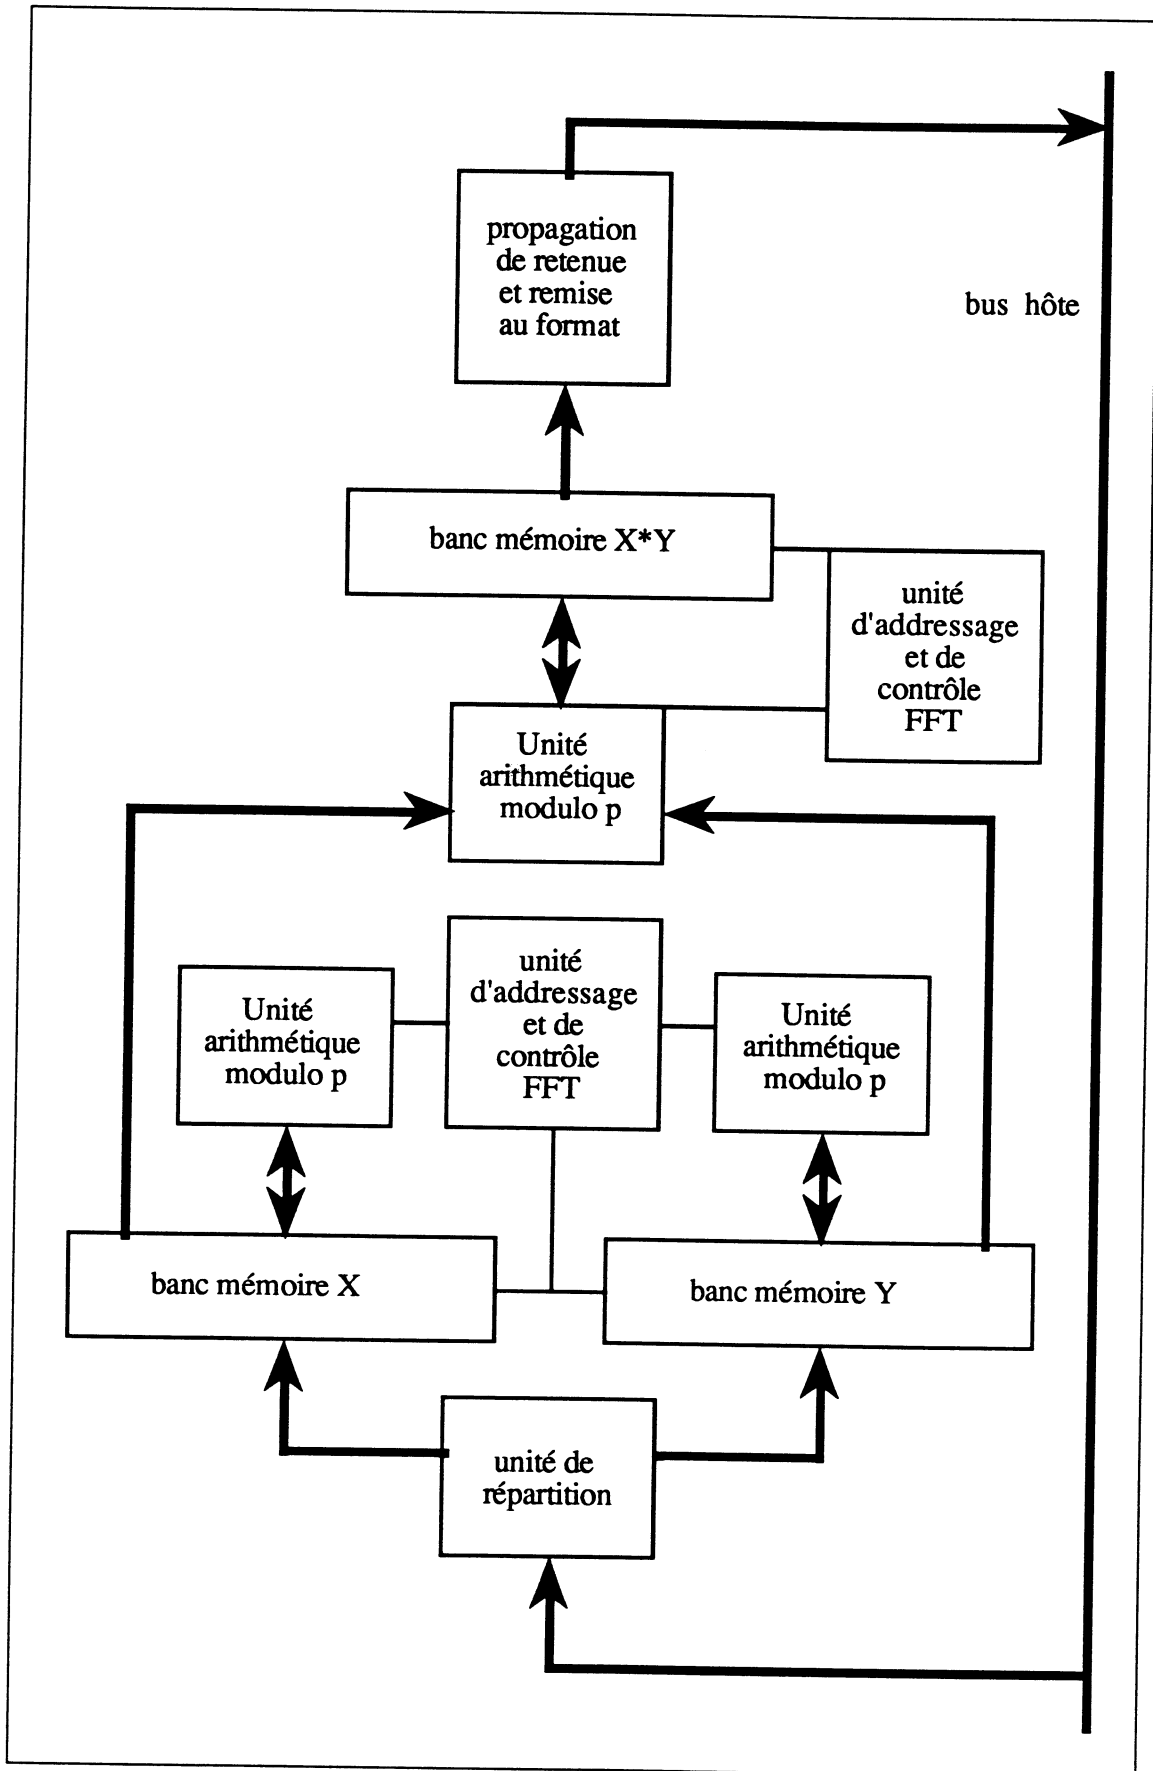 propagation
de retenue
et remise
au format
bus hôte
banc mémoire X*Y
unité
d'addressage
et de
contrôle
FFT
Unité
arithmétique
modulo p
unité
d'addressage
et de
contrôle
FFT
Unité
arithmétique
modulo p
Unité
arithmétique
modulo p
banc mémoire X
banc mémoire Y
unité de
répartition